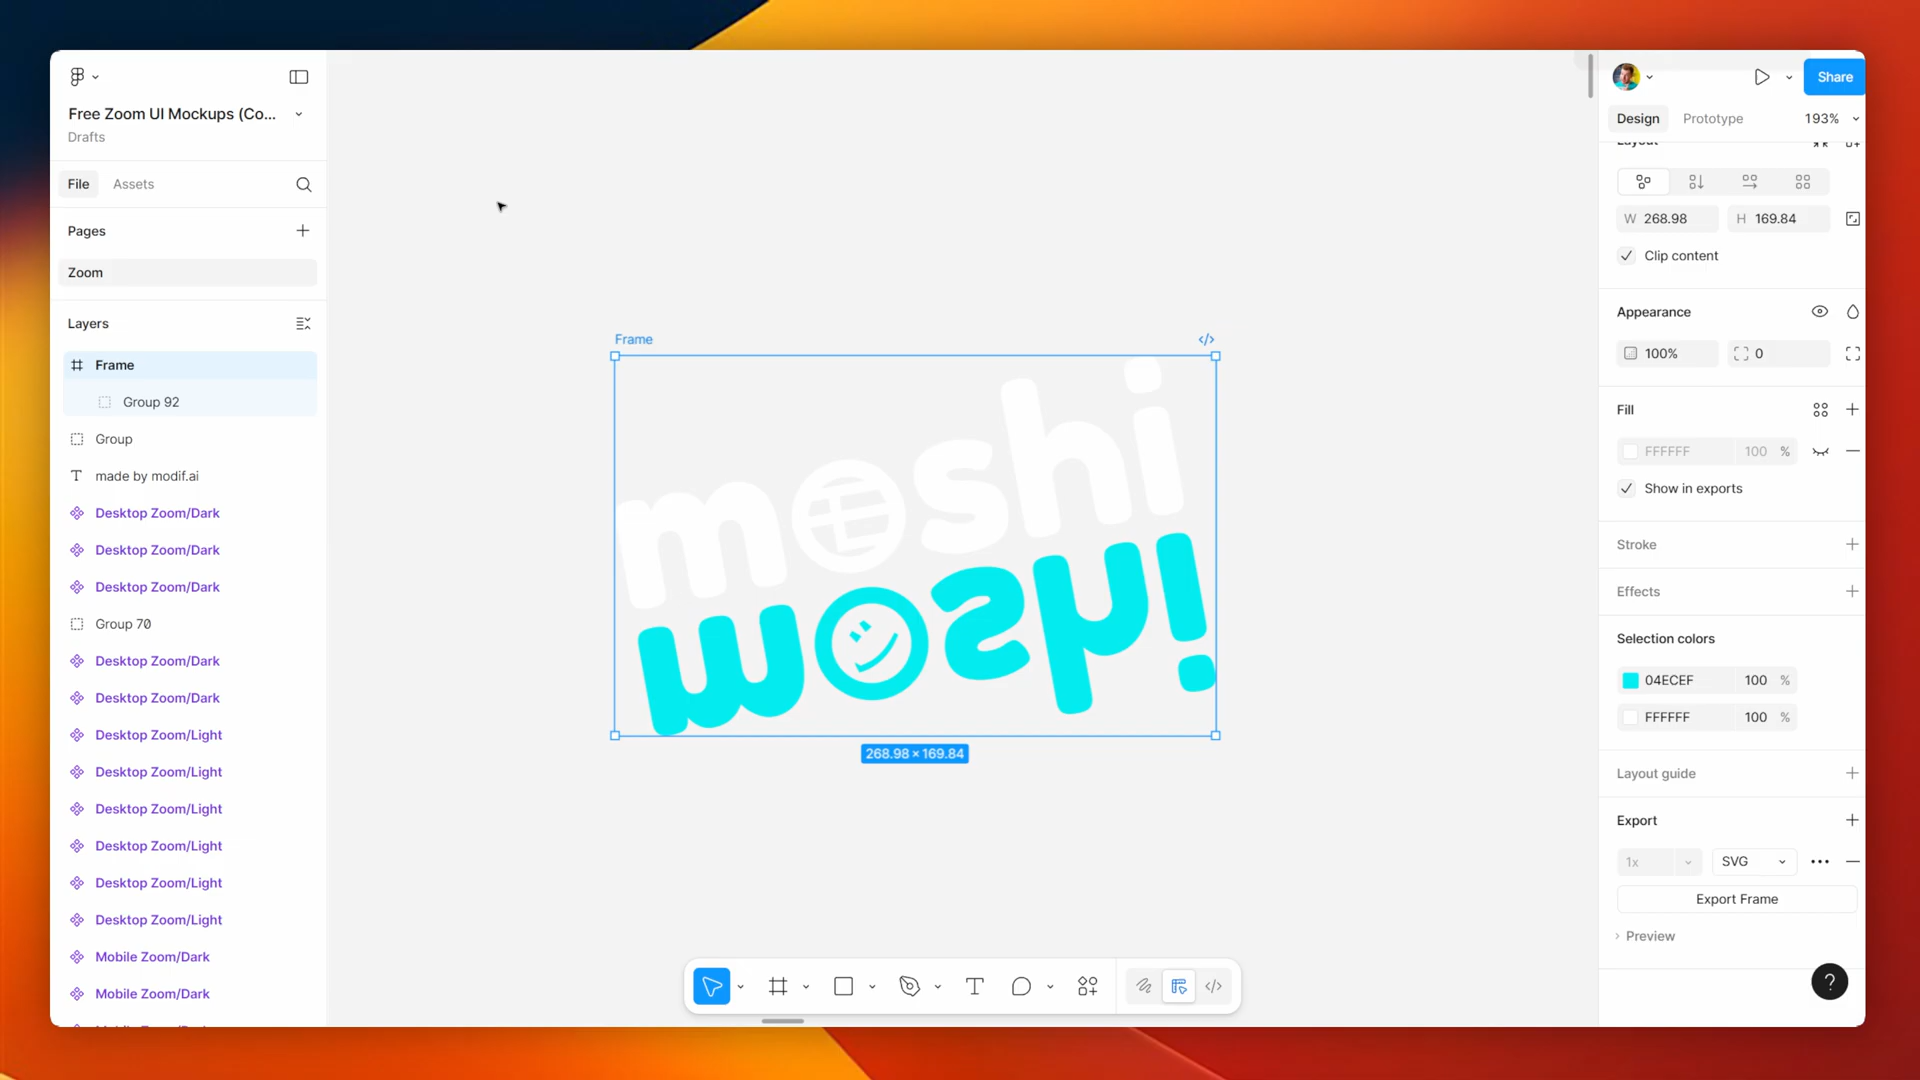 Free Zoom UI Mockups (Co...
Drafts
File
Assets
Pages
Zoom
Layers
Frame
Group 92
Group
made by modif.ai
Desktop Zoom/Dark
Desktop Zoom/Dark
Desktop Zoom/Dark
Group 70
Desktop Zoom/Dark
Desktop Zoom/Dark
Desktop Zoom/Light
Desktop Zoom/Light
Desktop Zoom/Light
Desktop Zoom/Light
Desktop Zoom/Light
Desktop Zoom/Light
Mobile Zoom/Dark
Mobile Zoom/Dark
Frame
moshi
moshi
268.98 × 169.84
Share
Design
Prototype
193%
Layout
W 268.98
H 169.84
Clip content
Appearance
100%
0
Fill
FFFFFF 100 %
Show in exports
Stroke
Effects
Selection colors
04ECEF 100 %
FFFFFF 100 %
Layout guide
Export
1x
SVG
Export Frame
Preview
?